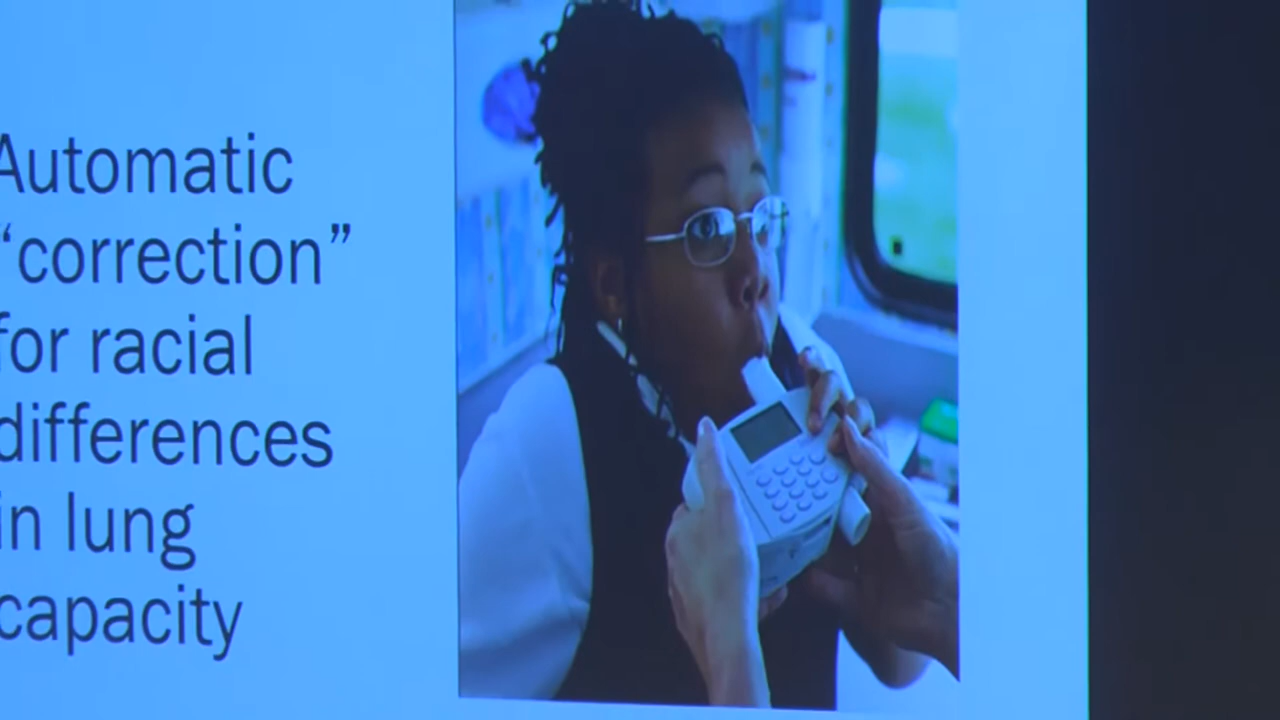 Automatic
“correction”
for racial
differences
in lung
capacity